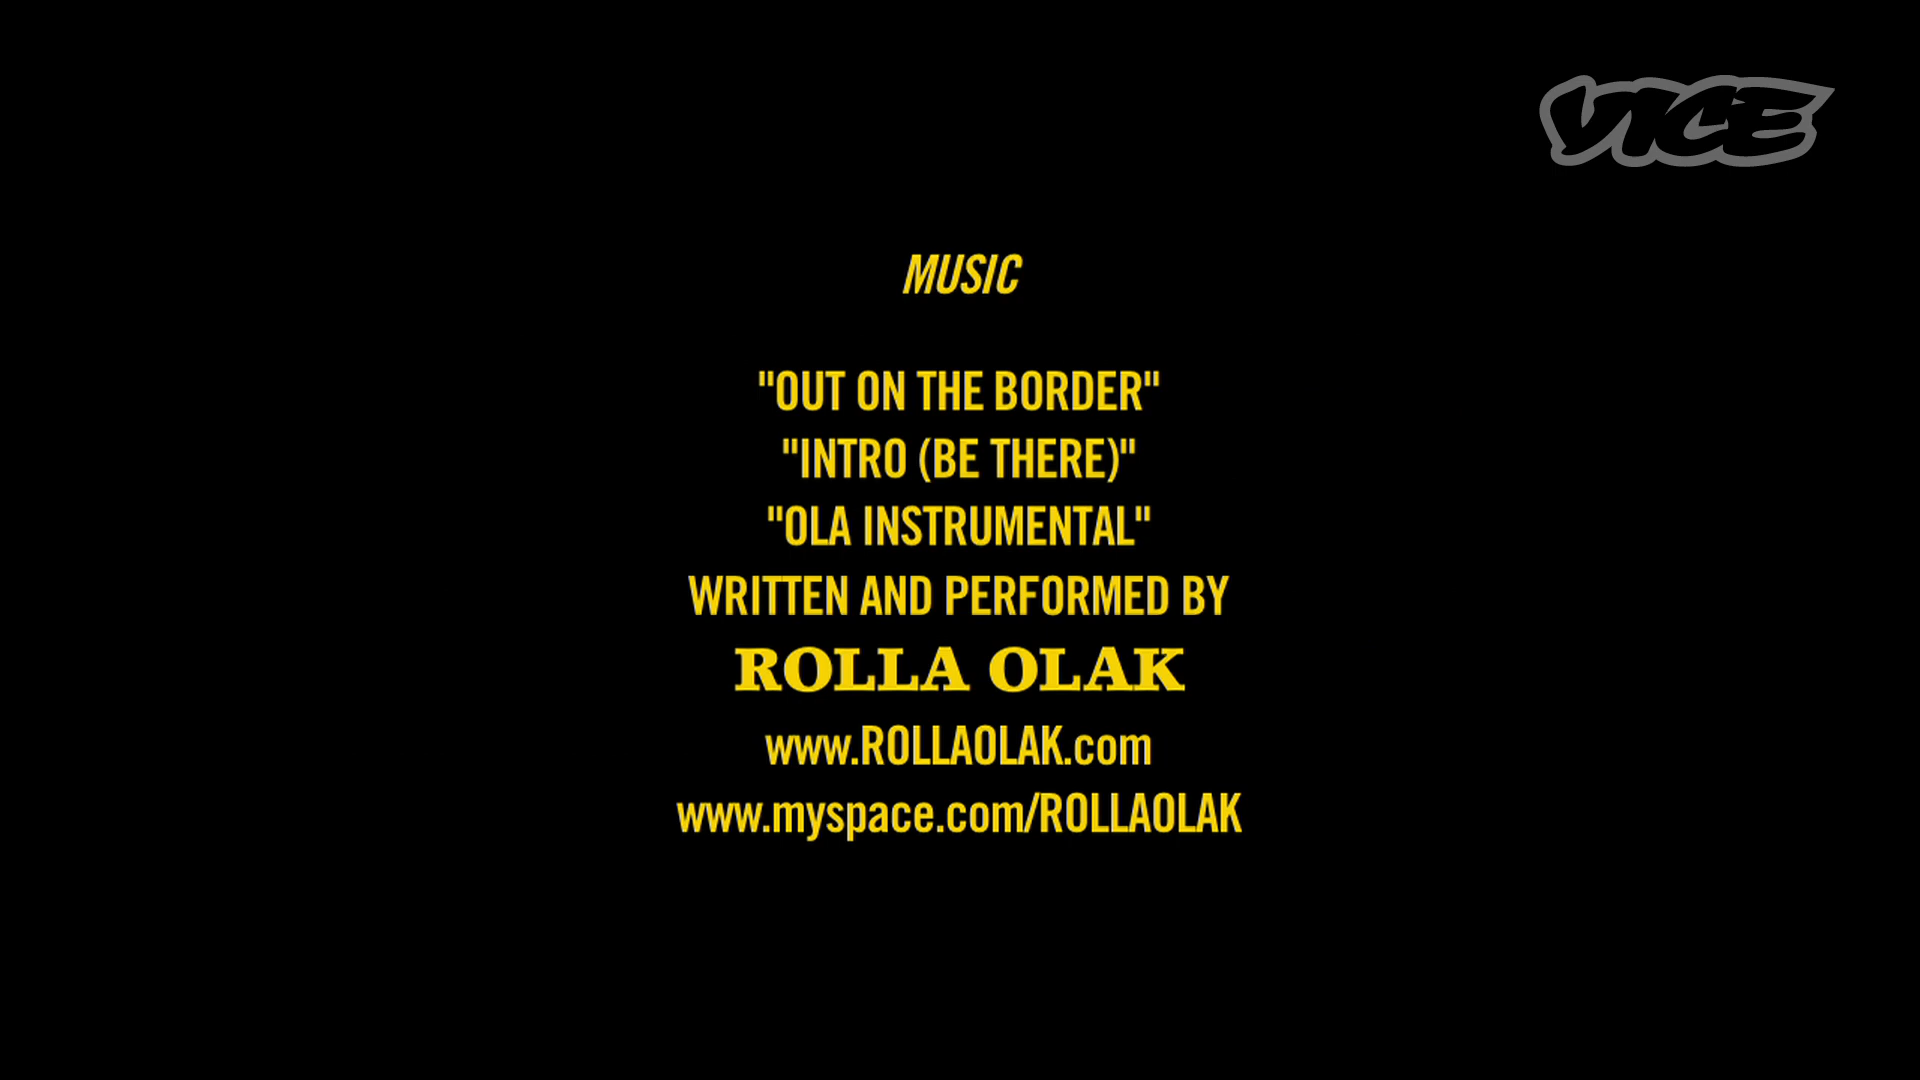 VICE
MUSIC
"OUT ON THE BORDER"
"INTRO (BE THERE)"
"OLA INSTRUMENTAL"
WRITTEN AND PERFORMED BY
ROLLA OLAK
www.ROLLAOLAK.com
www.myspace.com/ROLLAOLAK